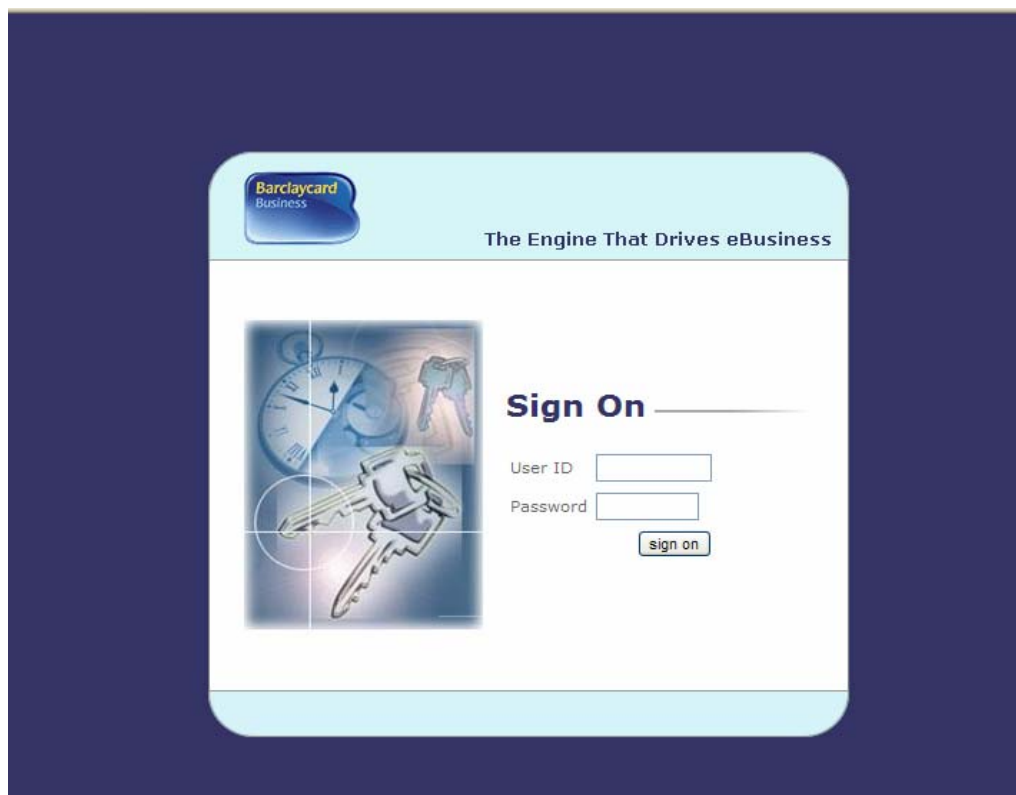 Barclaycard
Business
The Engine That Drives eBusiness
Sign On
User ID
Password
sign on